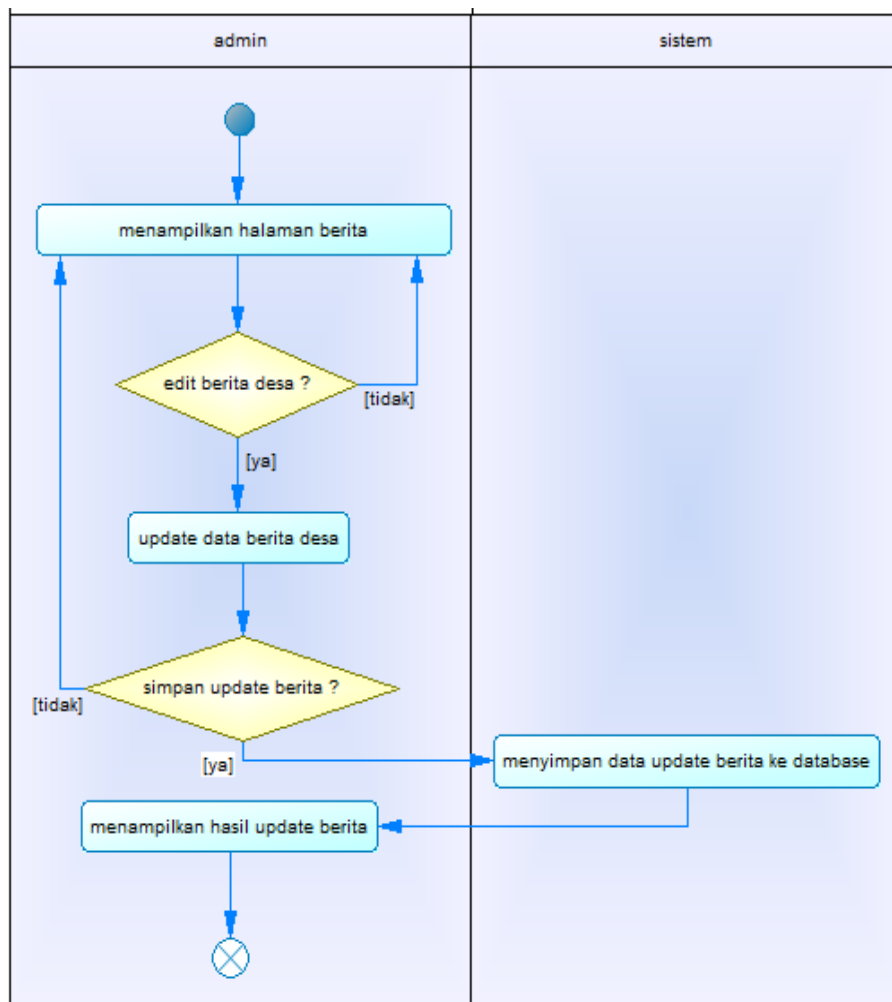 admin
sistem
menampilkan halaman berita
edit berita desa ?
[tidak]
[ya]
update data berita desa
simpan update berita ?
[tidak]
[ya]
menyimpan data update berita ke database
menampilkan hasil update berita